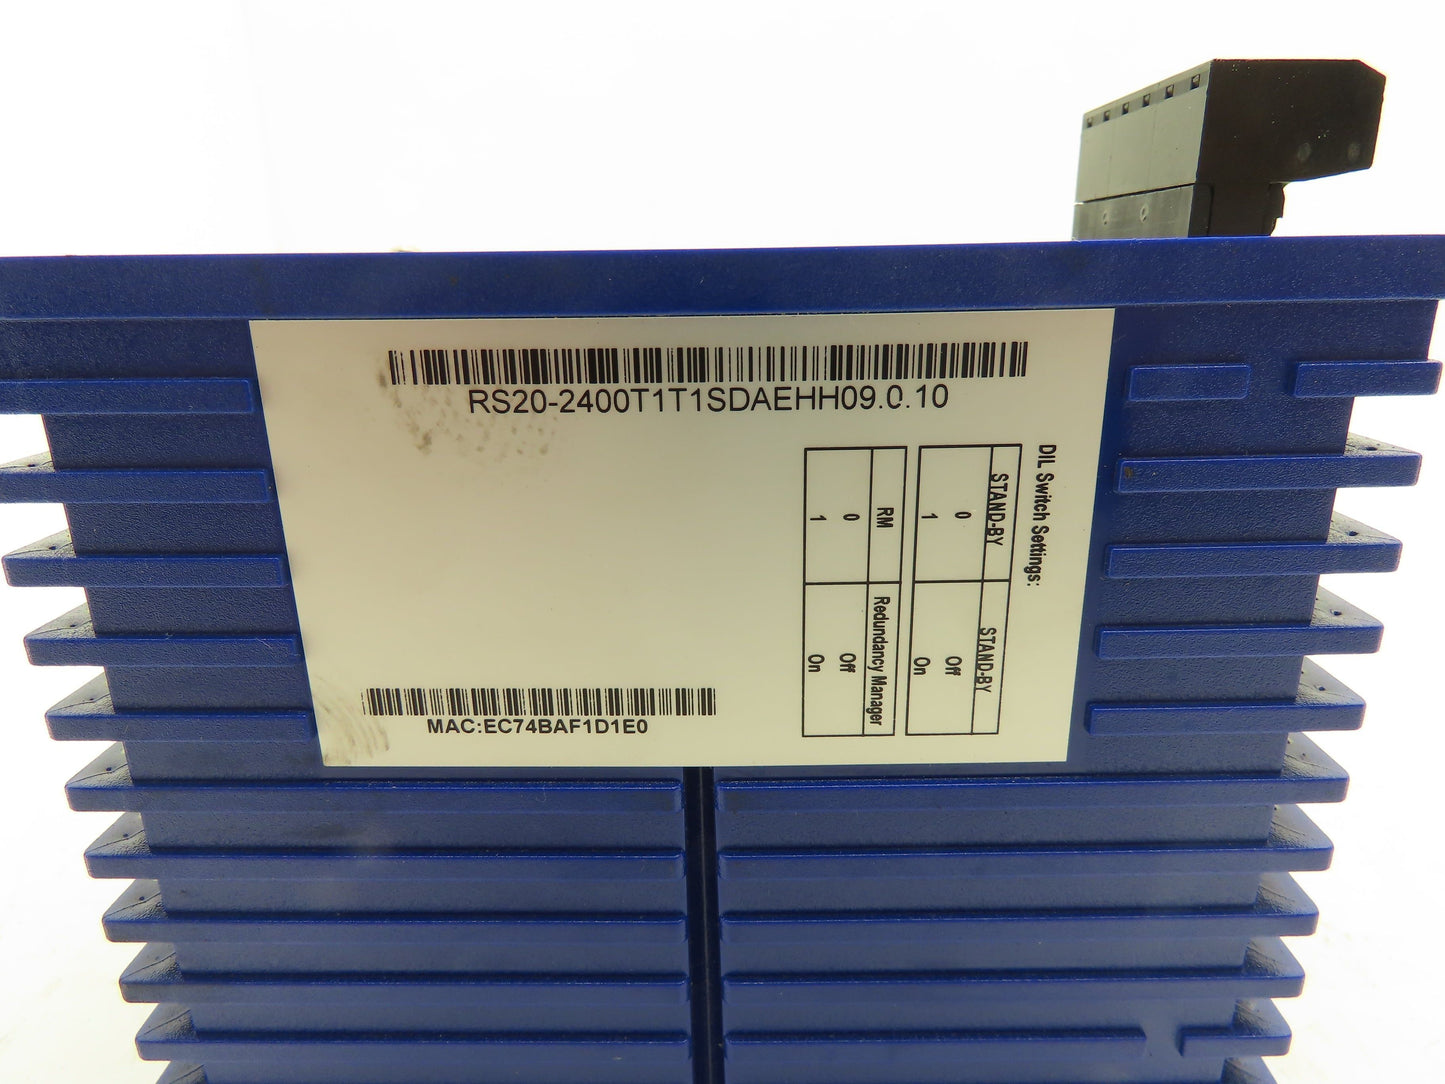 RS20-2400T1T1SDAEHH09.0.10
DIL Switch Settings:
STAND-BY STAND-BY
0 Off
1 On
RM Redundancy Manager
0 Off
1 On
MAC:EC74BAF1D1E0